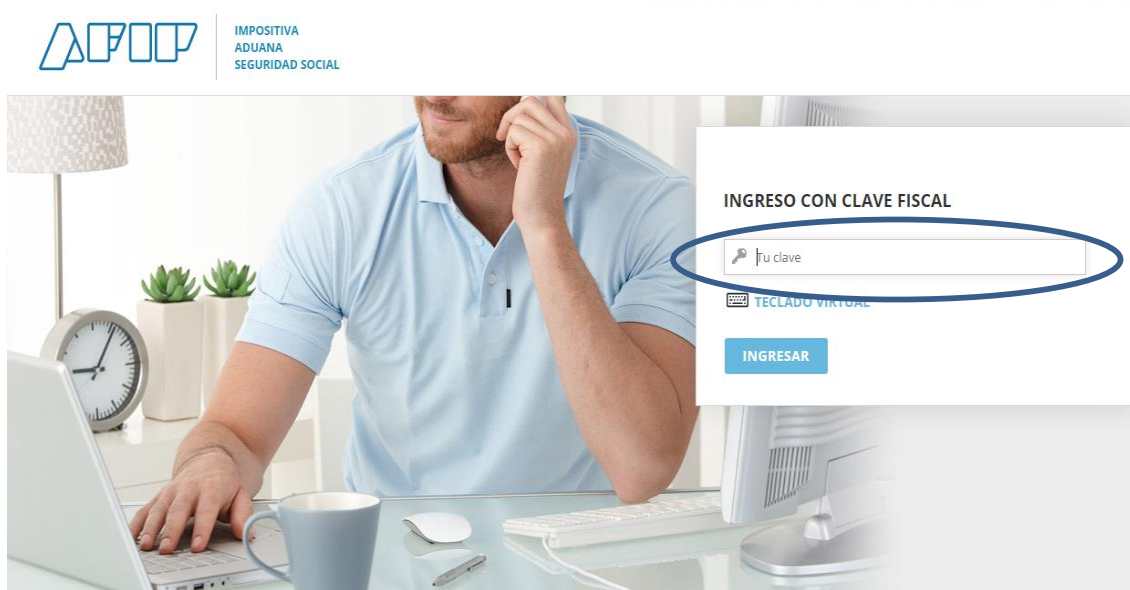 AFIP
IMPOSITIVA
ADUANA
SEGURIDAD SOCIAL
INGRESO CON CLAVE FISCAL
Tu clave
TECLADO VIRTUAL
INGRESAR